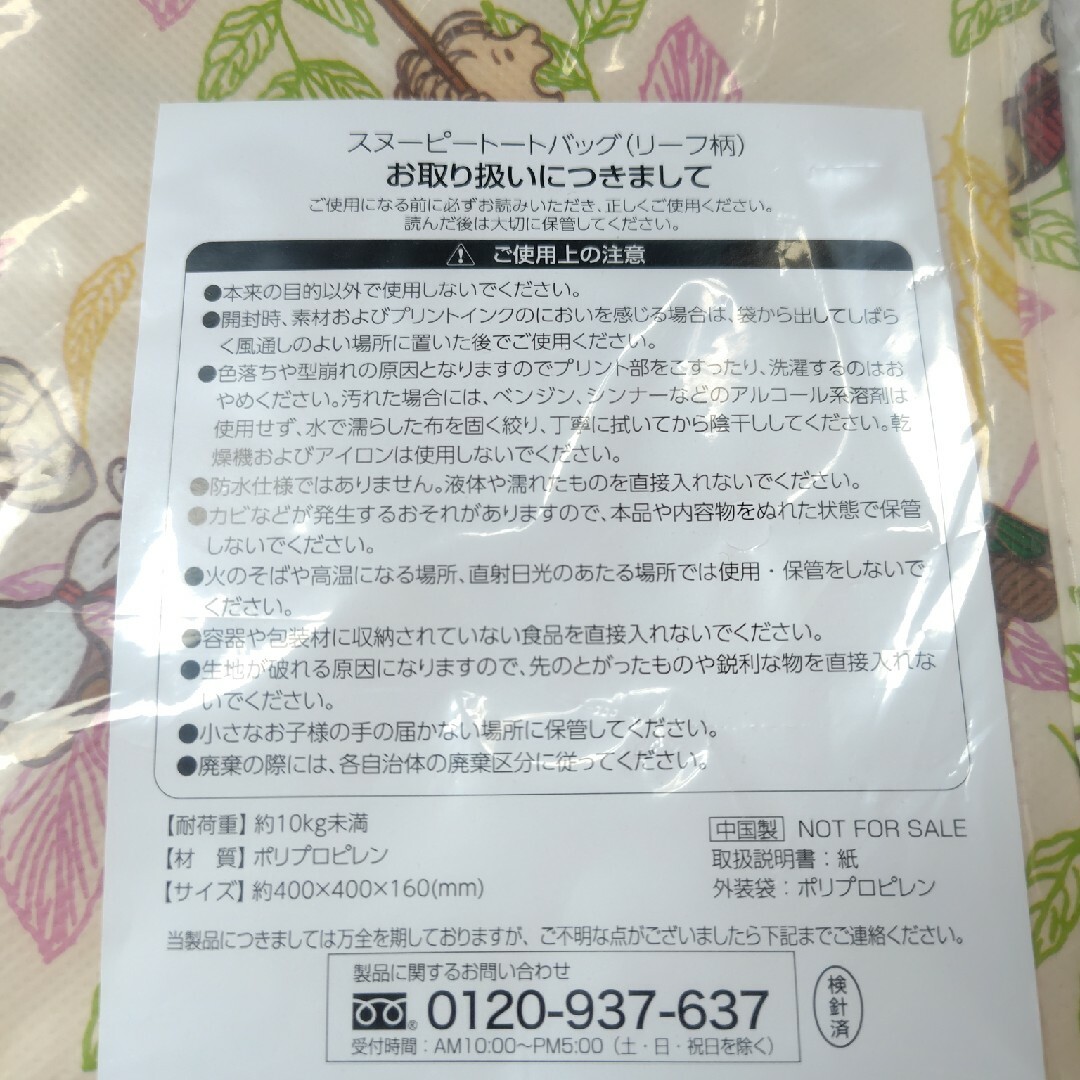 スヌーピートートバッグ(リーフ柄)
お取り扱いにつきまして
ご使用になる前に必ずお読みいただき、正しくご使用ください。
読んだ後は大切に保管してください。
ご使用上の注意
●本来の目的以外で使用しないでください。
●開封時、素材およびプリントインクのにおいを感じる場合は、袋から出してしばら
く風通しのよい場所に置いた後でご使用ください。
●色落ちや型崩れの原因となりますのでプリント部をこすったり、洗濯するのはお
やめください。汚れた場合には、ベンジン、シンナーなどのアルコール系溶剤は
使用せず、水で濡らした布を固く絞り、丁寧に拭いてから陰干ししてください。乾
燥機およびアイロンは使用しないでください。
●防水仕様ではありません。液体や濡れたものを直接入れないでください。
●カビなどが発生するおそれがありますので、本品や内容物をぬれた状態で保管
しないでください。
●火のそばや高温になる場所、直射日光のあたる場所では使用・保管をしないで
ください。
●容器や包装材に収納されていない食品を直接入れないでください。
●生地が破れる原因になりますので、先のとがったものや鋭利な物を直接入れな
いでください。
●小さなお子様の手の届かない場所に保管してください。
●廃棄の際には、各自治体の廃棄区分に従ってください。
【耐荷重】約10kg未満
【材 質】ポリプロピレン
【サイズ】約400×400×160(mm)
中国製 NOT FOR SALE
取扱説明書：紙
外装袋：ポリプロピレン
当製品につきましては万全を期しておりますが、ご不明な点がございましたら下記までご連絡ください。
製品に関するお問い合わせ
0120-937-637
受付時間：AM10:00～PM5:00（土・日・祝日を除く）
検針済